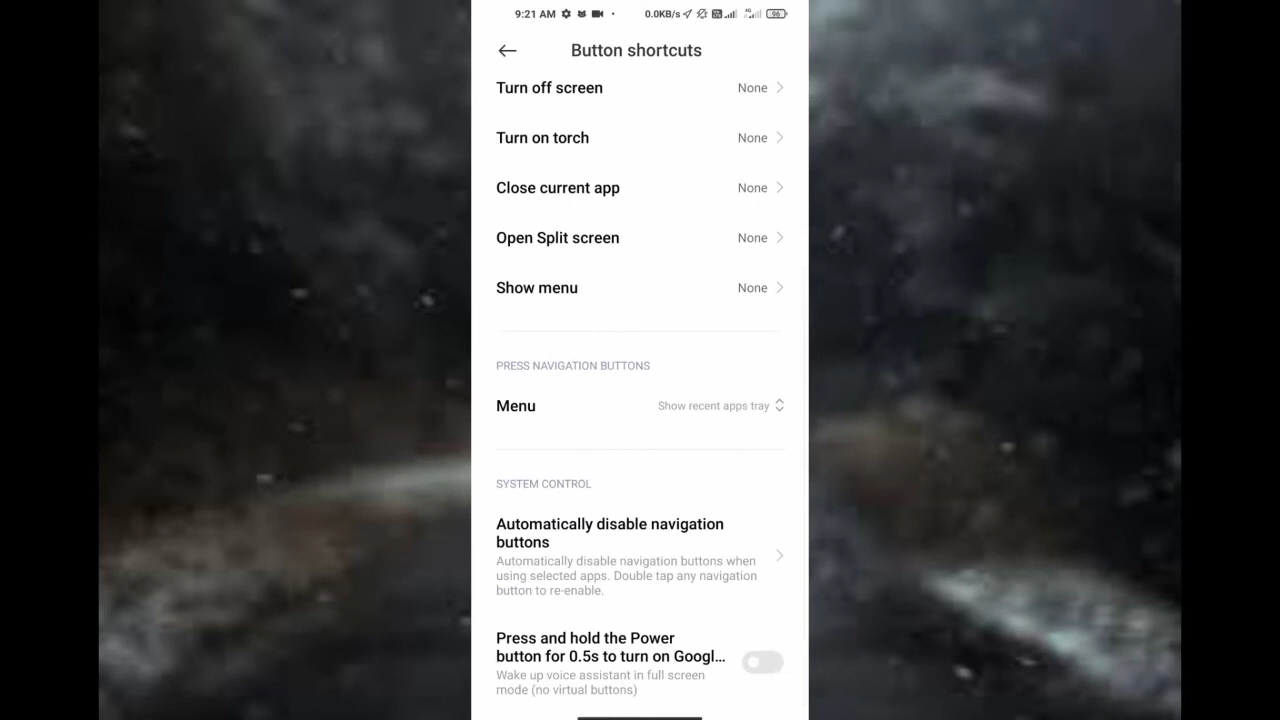 9:21 AM 0.0KB/s 4G 96
Button shortcuts
Turn off screen None
Turn on torch None
Close current app None
Open Split screen None
Show menu None
PRESS NAVIGATION BUTTONS
Menu Show recent apps tray
SYSTEM CONTROL
Automatically disable navigation
buttons
Automatically disable navigation buttons when
using selected apps. Double tap any navigation
button to re-enable.
Press and hold the Power
button for 0.5s to turn on Googl...
Wake up voice assistant in full screen
mode (no virtual buttons)